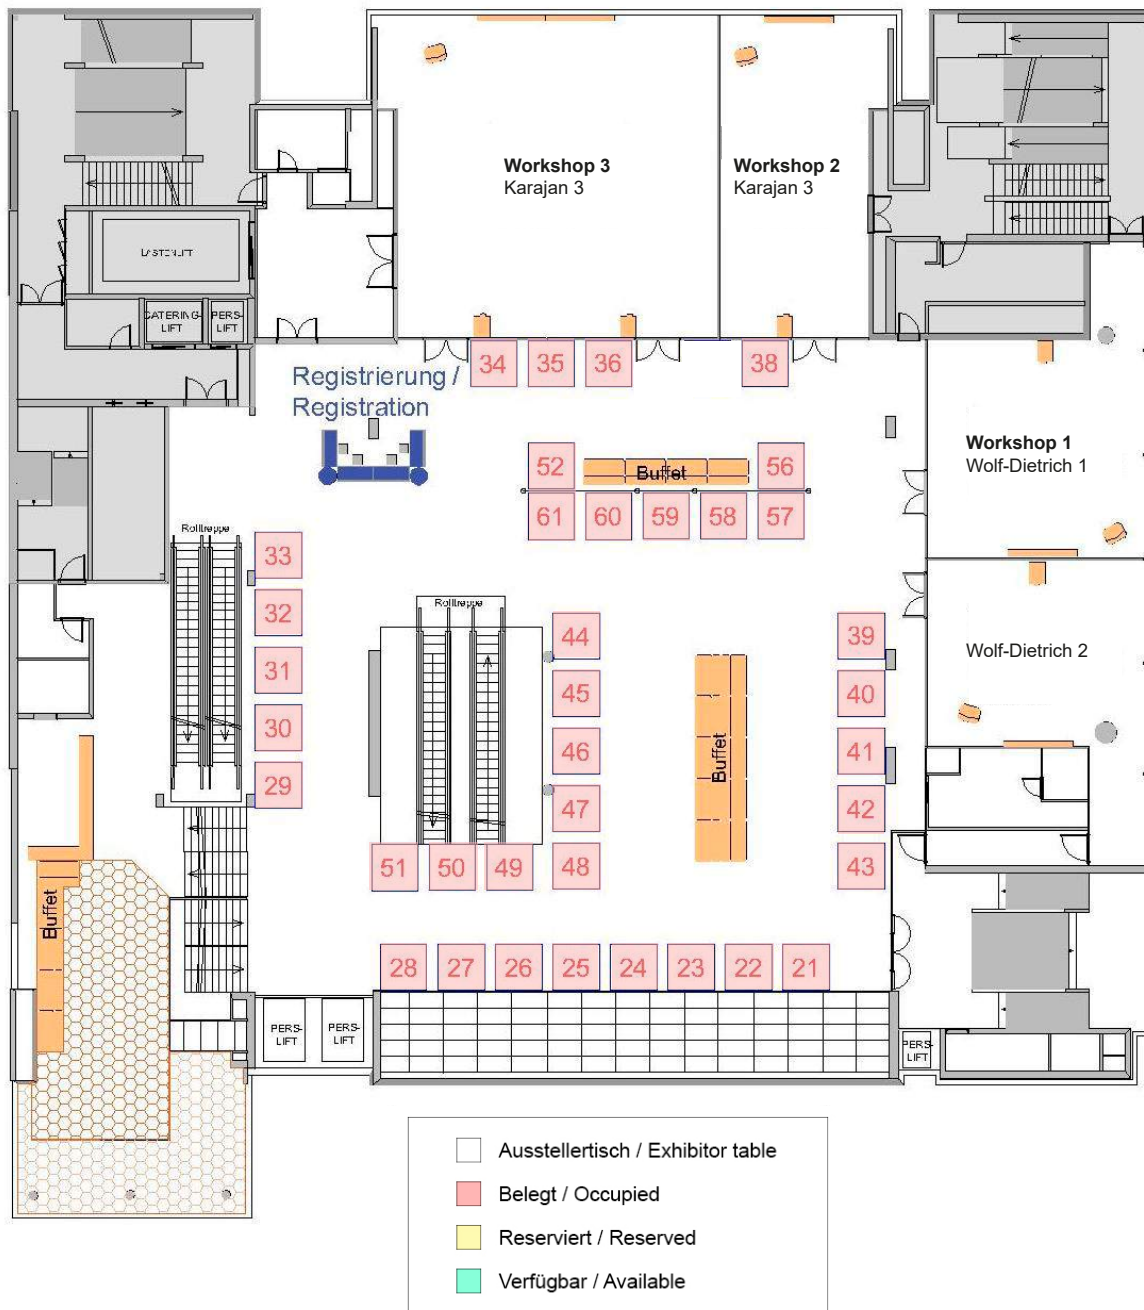 Workshop 3
Karajan 3
Workshop 2
Karajan 3
LASTENLIFT
CATERING-
LIFT
PERS-
LIFT
34
35
36
38
Registrierung /
Registration
Workshop 1
Wolf-Dietrich 1
52
Buffet
56
61
60
59
58
57
Rolltreppe
33
32
31
30
29
Rolltreppe
44
45
46
47
48
51
50
49
Buffet
39
40
41
42
43
Wolf-Dietrich 2
Buffet
28
27
26
25
24
23
22
21
PERS-
LIFT
PERS-
LIFT
PERS-
LIFT
Ausstellertisch / Exhibitor table
Belegt / Occupied
Reserviert / Reserved
Verfügbar / Available